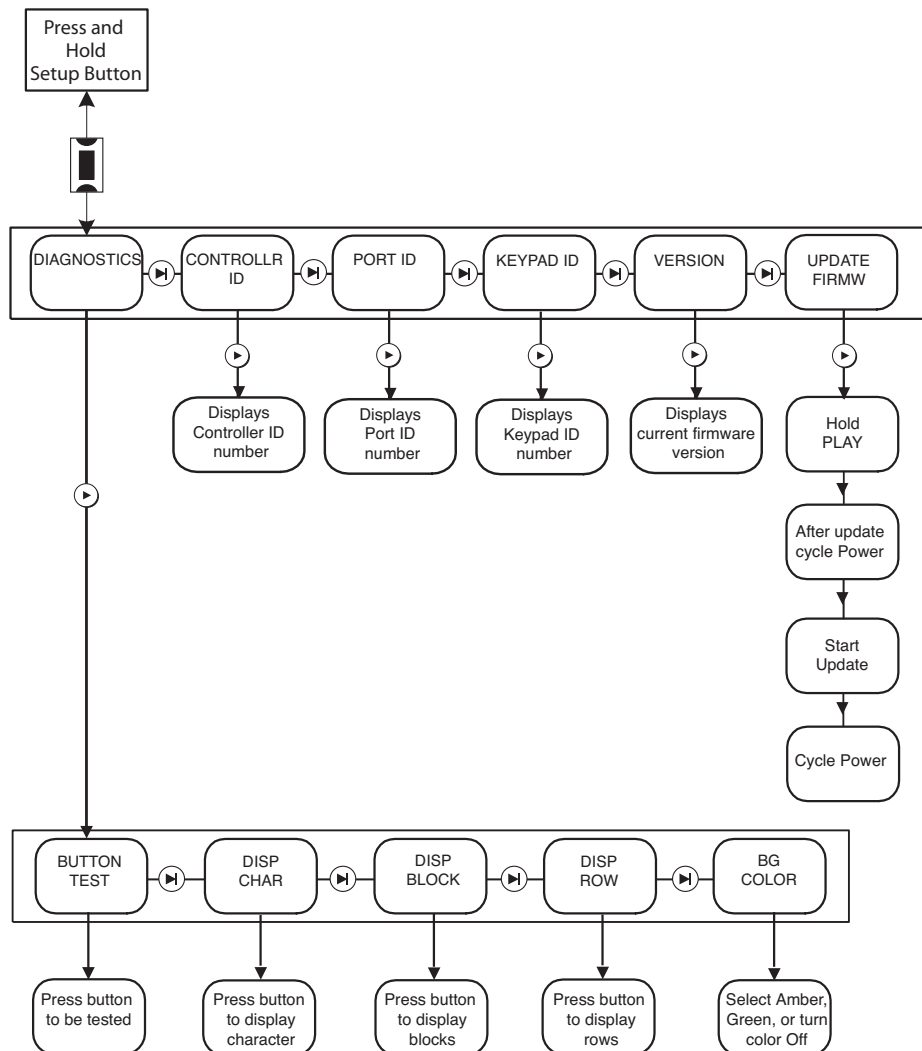 Press and
Hold
Setup Button
DIAGNOSTICS
CONTROLLR
ID
PORT ID
KEYPAD ID
VERSION
UPDATE
FIRMW
Displays
Controller ID
number
Displays
Port ID
number
Displays
Keypad ID
number
Displays
current firmware
version
Hold
PLAY
After update
cycle Power
Start
Update
Cycle Power
BUTTON
TEST
DISP
CHAR
DISP
BLOCK
DISP
ROW
BG
COLOR
Press button
to be tested
Press button
to display
character
Press button
to display
blocks
Press button
to display
rows
Select Amber,
Green, or turn
color Off